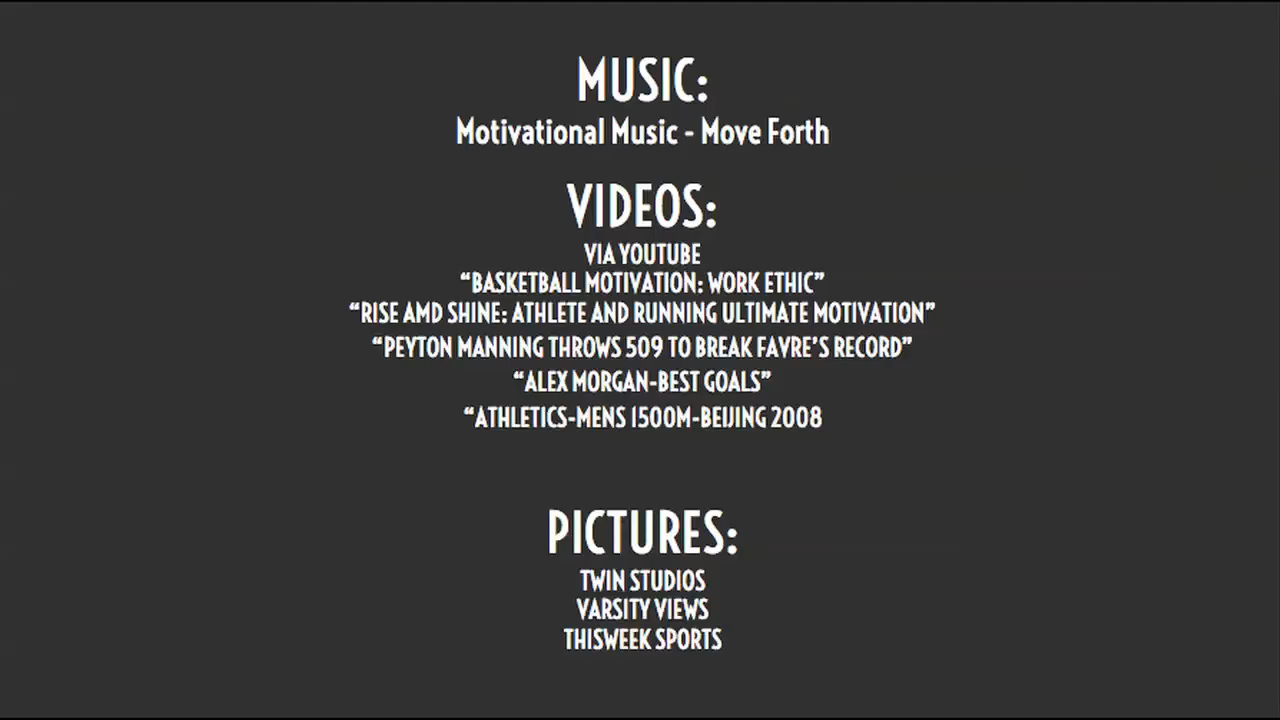 MUSIC:
Motivational Music - Move Forth
VIDEOS:
VIA YOUTUBE
“BASKETBALL MOTIVATION: WORK ETHIC”
“RISE AMD SHINE: ATHLETE AND RUNNING ULTIMATE MOTIVATION”
“PEYTON MANNING THROWS 509 TO BREAK FAVRE’S RECORD”
“ALEX MORGAN-BEST GOALS”
“ATHLETICS-MENS 1500M-BEIJING 2008
PICTURES:
TWIN STUDIOS
VARSITY VIEWS
THISWEEK SPORTS